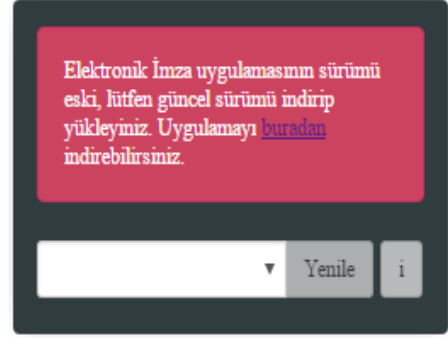 Elektronik İmza uygulamasının sürümü
eski, lütfen güncel sürümü indirip
yükleyiniz. Uygulamayı buradan
indirebilirsiniz.
Yenile
i